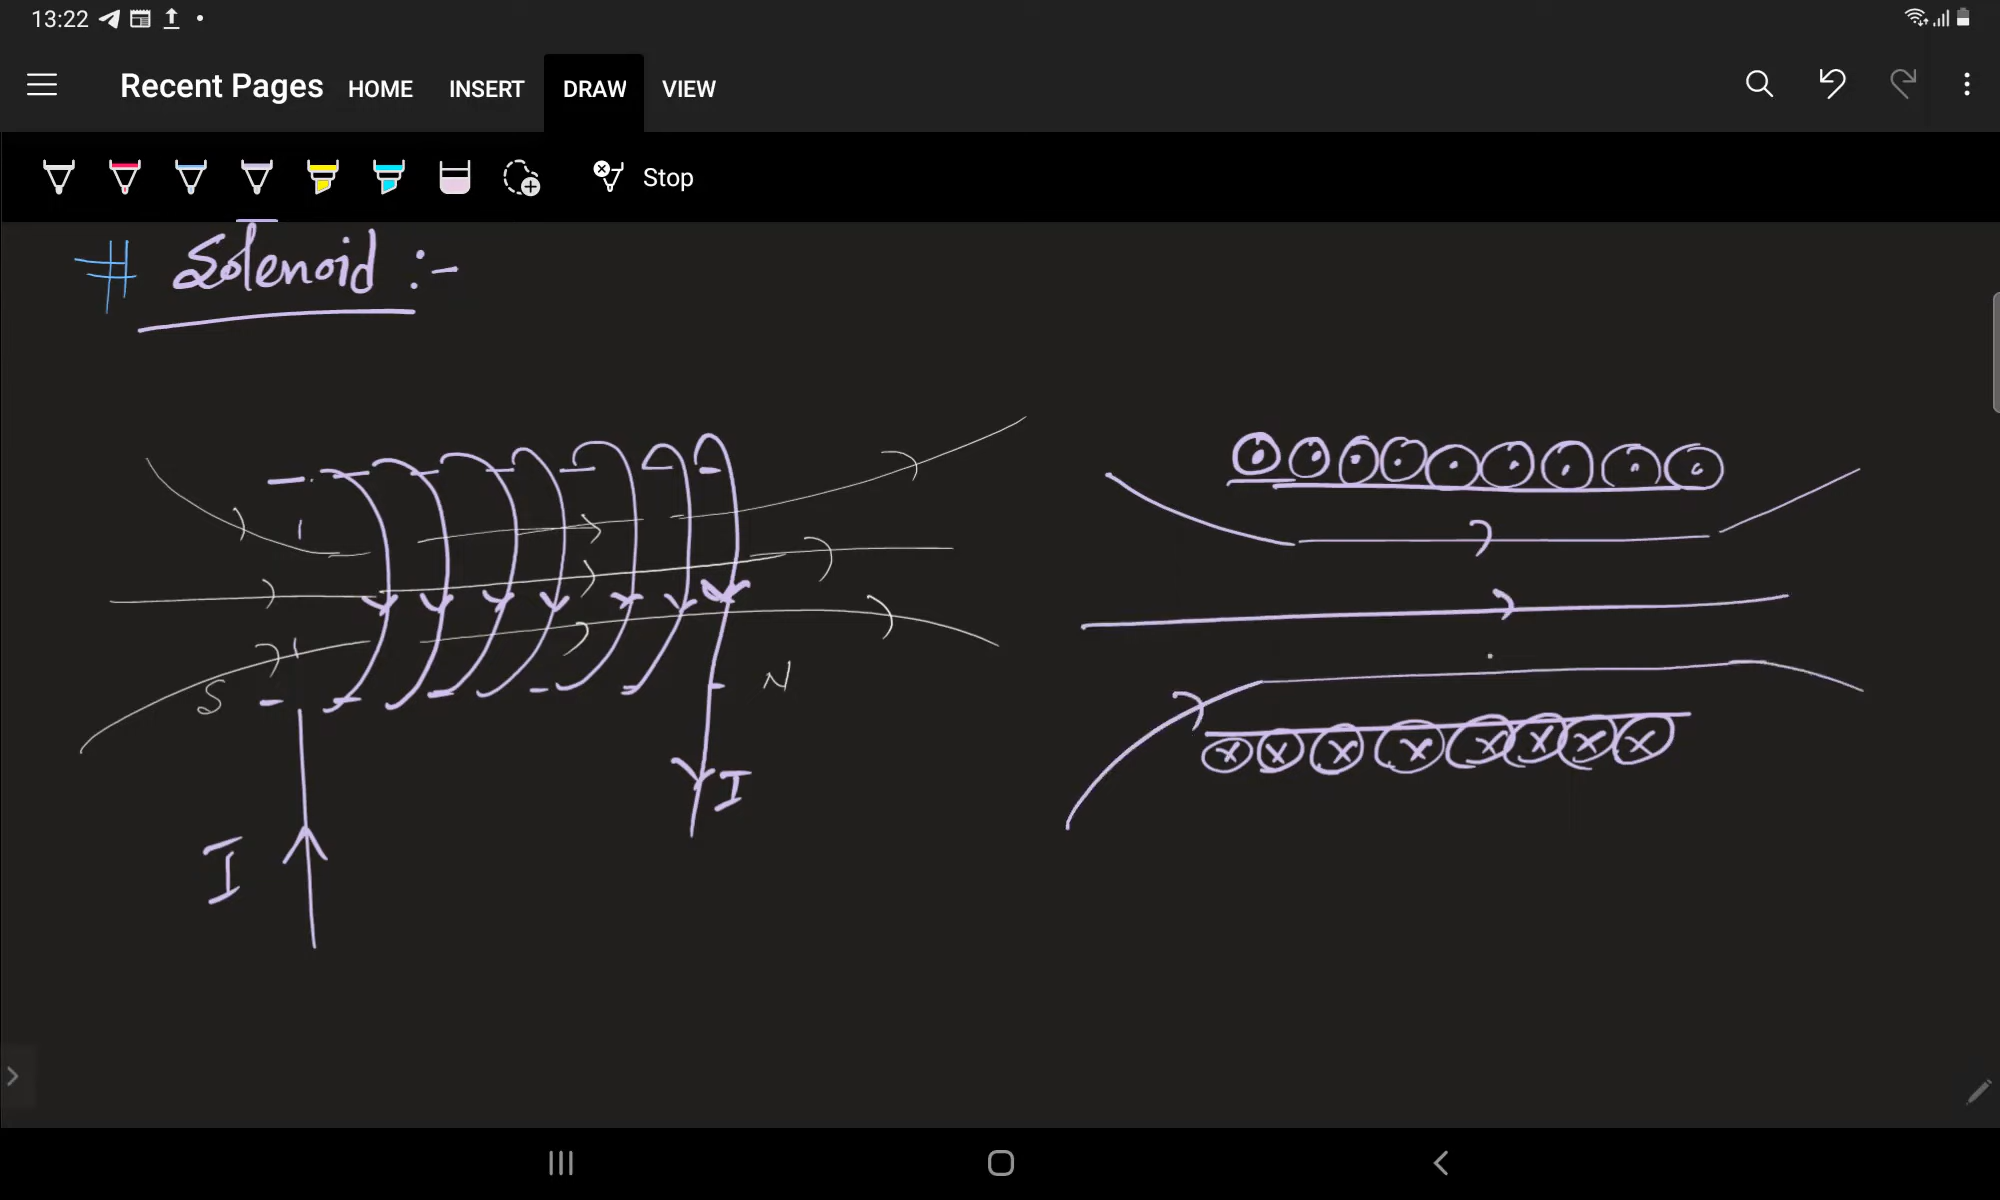 13:22
Recent Pages HOME INSERT DRAW VIEW
Stop
# Solenoid :-
S N
I
I